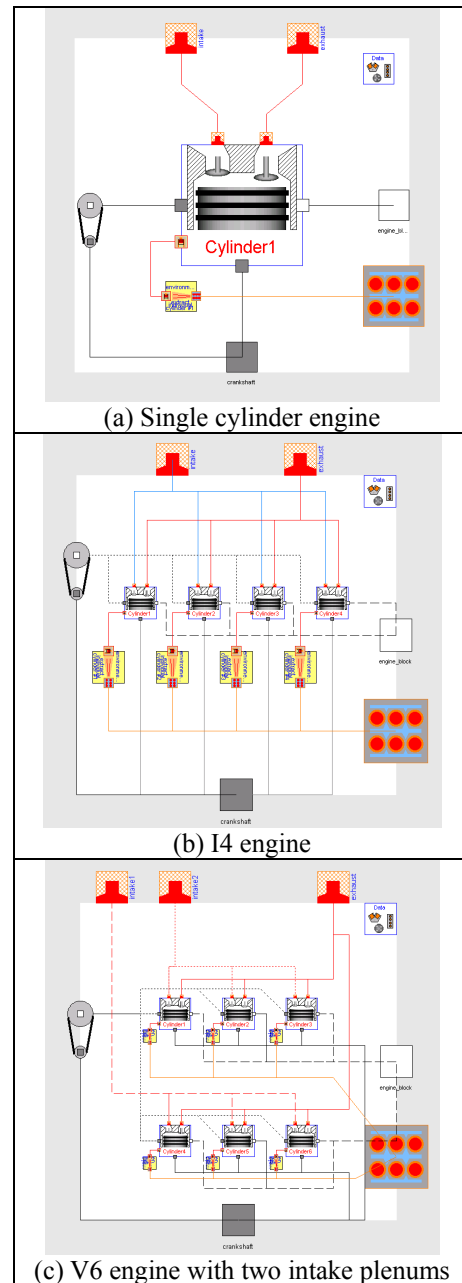 intake
exhaust
Data
Cylinder1
engine_bl...
environm...
crankshaft
(a) Single cylinder engine
intake
exhaust
Data
Cylinder1
Cylinder2
Cylinder3
Cylinder4
engine_block
crankshaft
(b) I4 engine
intake1
intake2
exhaust
Data
Cylinder1
Cylinder2
Cylinder3
engine_block
Cylinder4
Cylinder5
Cylinder6
crankshaft
(c) V6 engine with two intake plenums